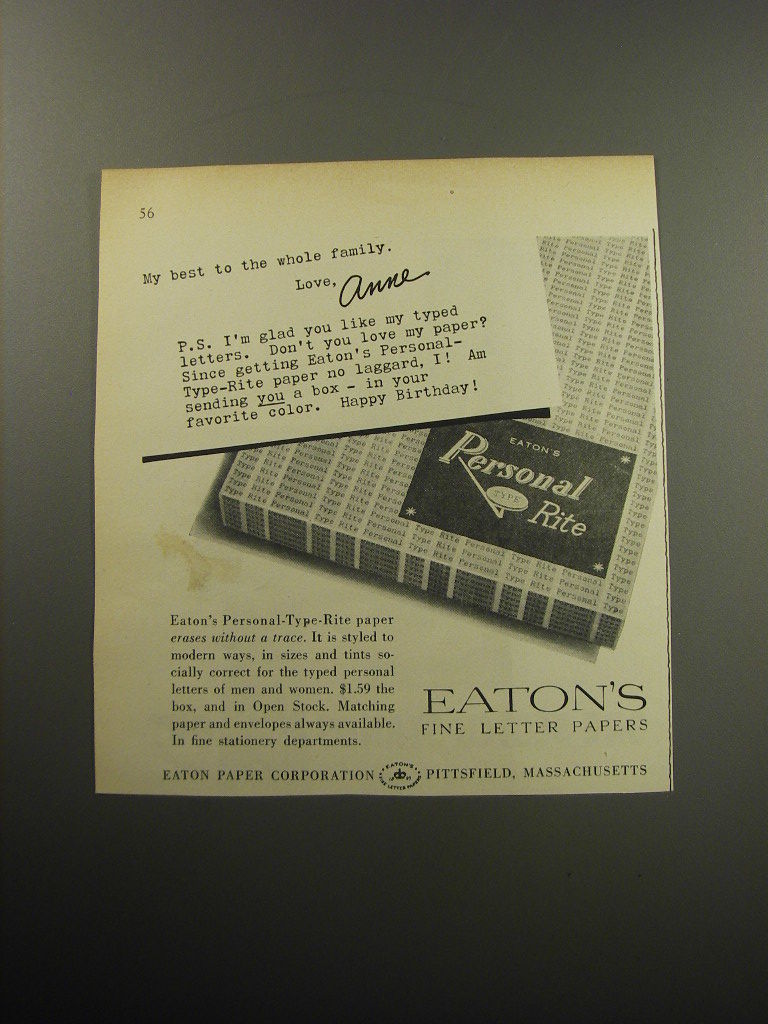 56
My best to the whole family.
Love, Anne
P.S. I'm glad you like my typed
letters. Don't you love my paper?
Since getting Eaton's Personal-
Type-Rite paper no laggard, I! Am
sending you a box - in your
favorite color. Happy Birthday!
EATON'S
Personal
TYPE
Rite
Eaton's Personal-Type-Rite paper
erases without a trace. It is styled to
modern ways, in sizes and tints so-
cially correct for the typed personal
letters of men and women. $1.59 the
box, and in Open Stock. Matching
paper and envelopes always available.
In fine stationery departments.
EATON'S
FINE LETTER PAPERS
EATON PAPER CORPORATION EATON'S FINE LETTER PAPERS PITTSFIELD, MASSACHUSETTS